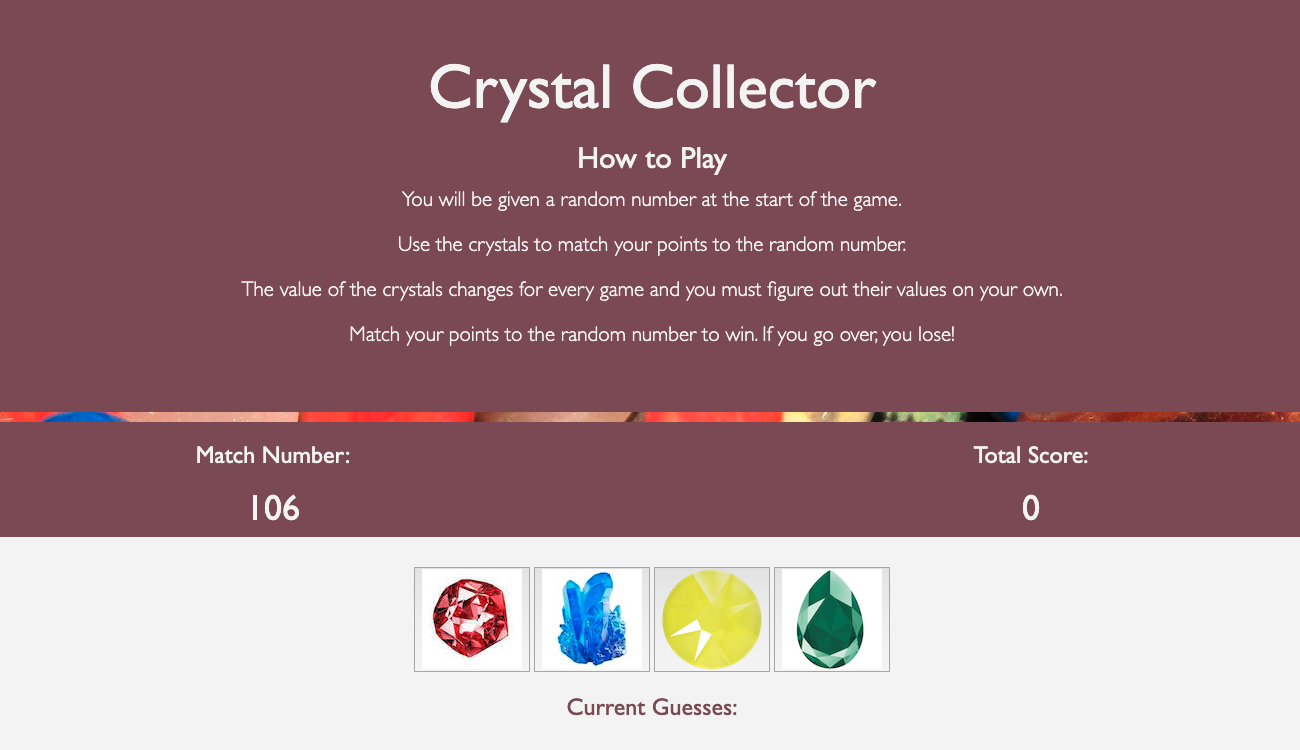 Crystal Collector
How to Play
You will be given a random number at the start of the game.
Use the crystals to match your points to the random number.
The value of the crystals changes for every game and you must figure out their values on your own.
Match your points to the random number to win. If you go over, you lose!
Match Number:
Total Score:
106
0
Current Guesses: